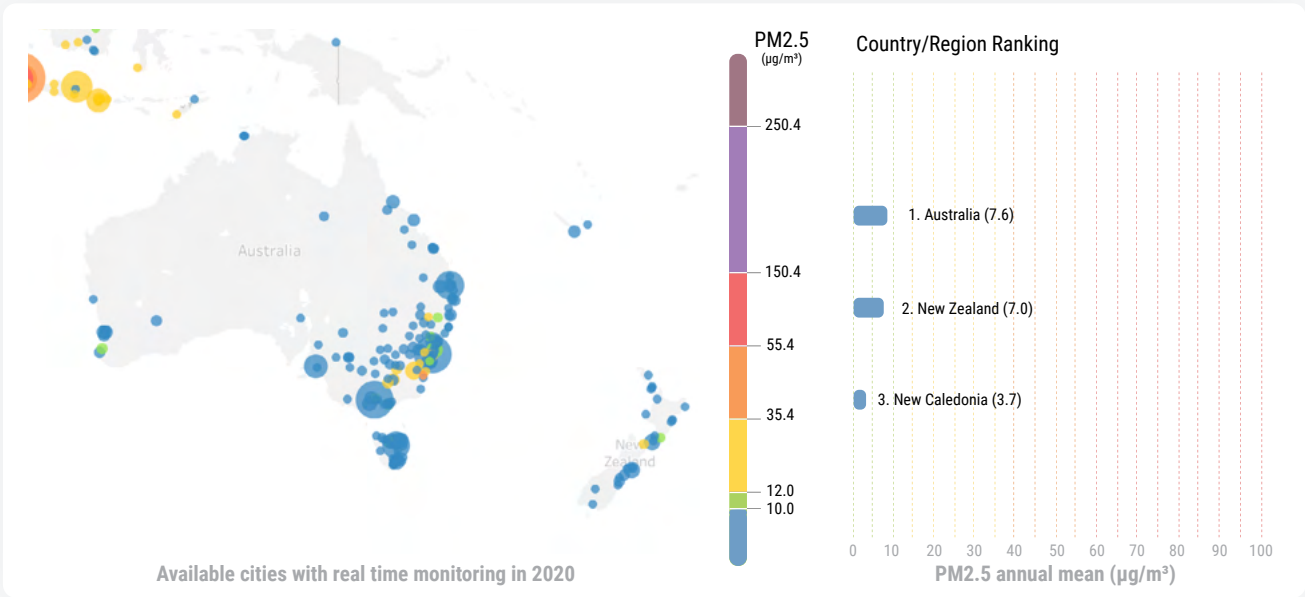 PM2.5
(µg/m³)
250.4
150.4
55.4
35.4
12.0
10.0
Australia
New
Zealand
Available cities with real time monitoring in 2020
Country/Region Ranking
1. Australia (7.6)
2. New Zealand (7.0)
3. New Caledonia (3.7)
0 10 20 30 40 50 60 70 80 90 100
PM2.5 annual mean (µg/m³)